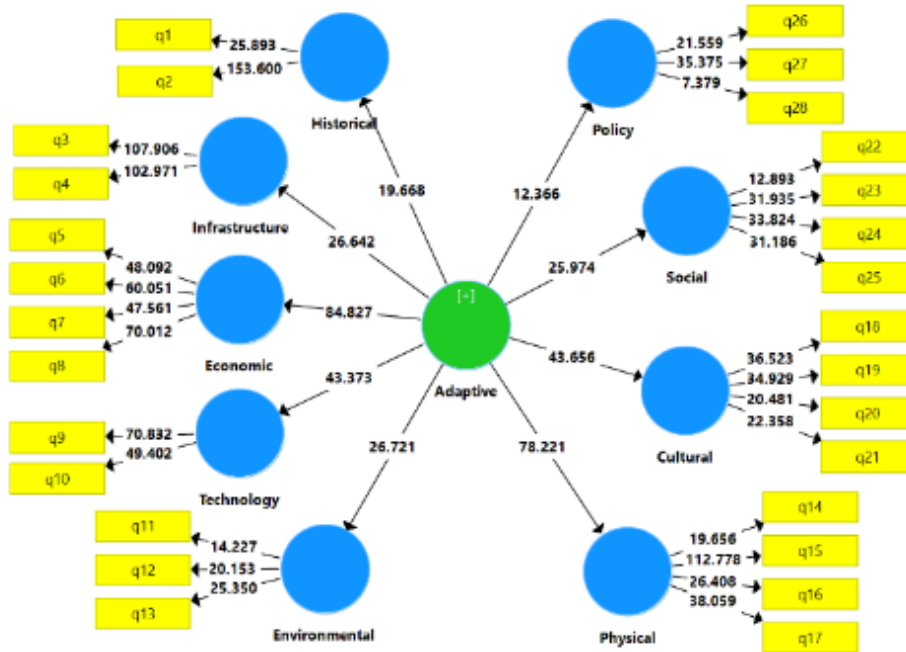 q1
25.893
153.600
q2
Historical
q26
21.559
35.375
q27
7.379
q28
Policy
q3
107.906
102.971
q4
Infrastructure
19.668
12.366
q22
12.893
q23
31.935
33.824
q24
31.186
q25
Social
26.642
25.974
q5
48.092
q6
60.051
47.561
q7
70.012
q8
Economic
84.827
[+]
Adaptive
43.656
q18
36.523
34.929
q19
20.481
q20
22.358
q21
Cultural
43.373
q9
70.832
49.402
q10
Technology
26.721
78.221
q11
14.227
q12
20.153
25.350
q13
Environmental
q14
19.656
q15
112.778
26.408
q16
38.059
q17
Physical